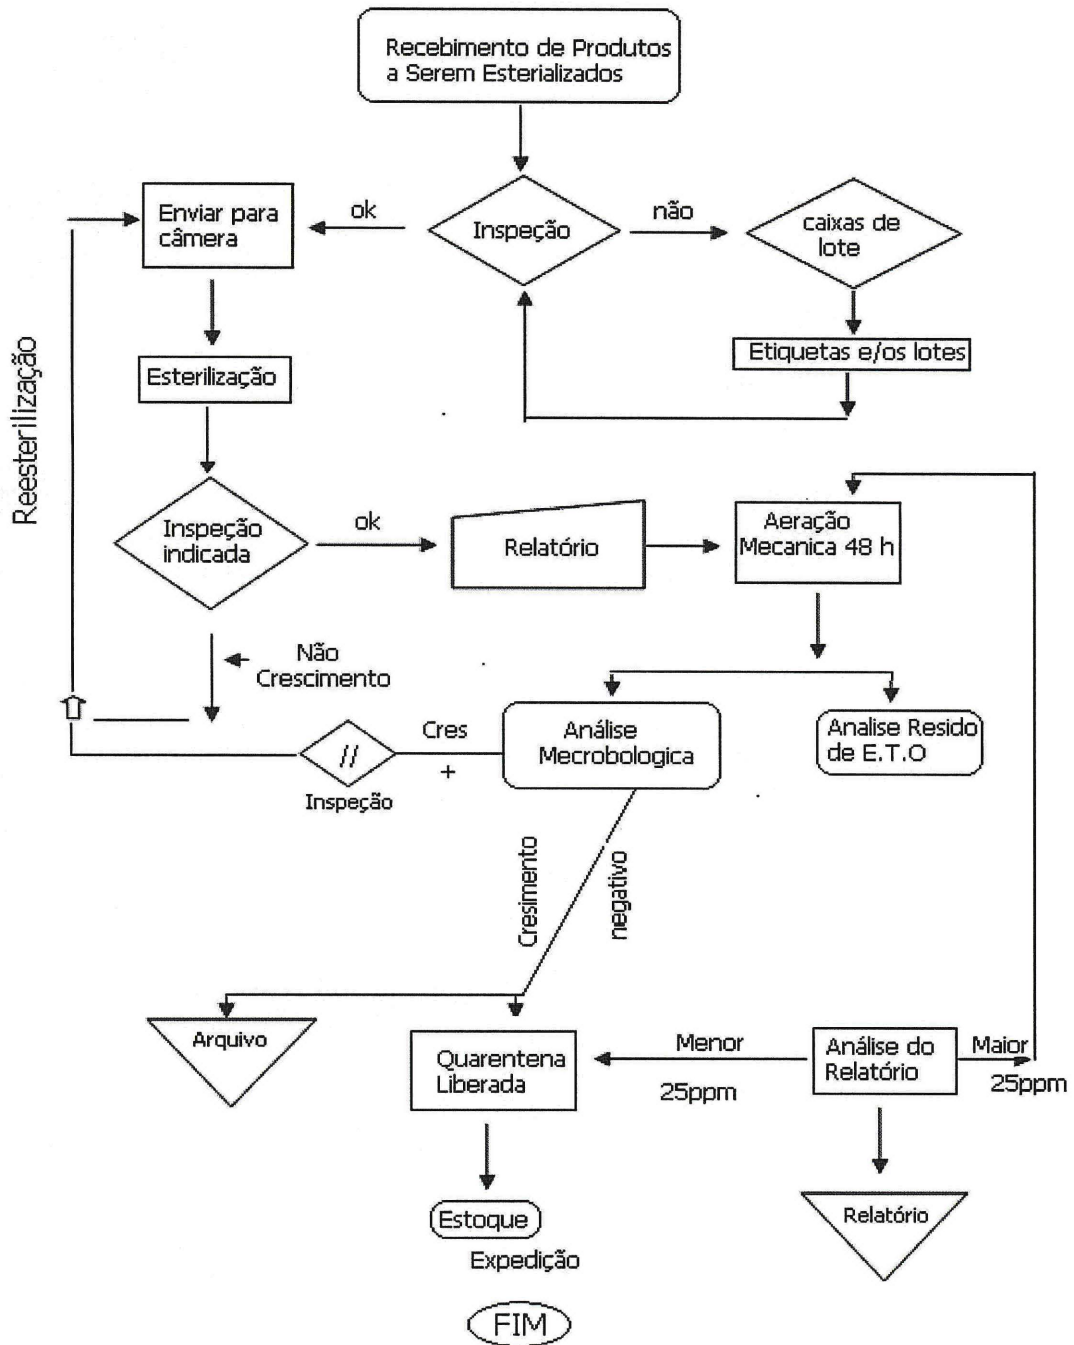 Recebimento de Produtos
a Serem Esterializados
Enviar para
câmera
ok
Inspeção
não
caixas de
lote
Etiquetas e/os lotes
Esterilização
Reesterilização
Inspeção
indicada
ok
Relatório
Aeração
Mecanica 48 h
Não
Crescimento
//
Inspeção
Cres
+
Análise
Mecrobologica
Analise Resido
de E.T.O
Cresimento
negativo
Arquivo
Quarentena
Liberada
Menor
25ppm
Análise do
Relatório
Maior
25ppm
Estoque
Expedição
Relatório
FIM